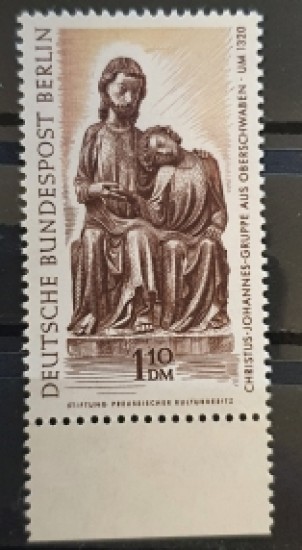 DEUTSCHE BUNDESPOST BERLIN
CHRISTUS-JOHANNES-GRUPPE AUS OBERSCHWABEN · UM 1320
1 10
DM
STIFTUNG PREUSSISCHER KULTURBESITZ